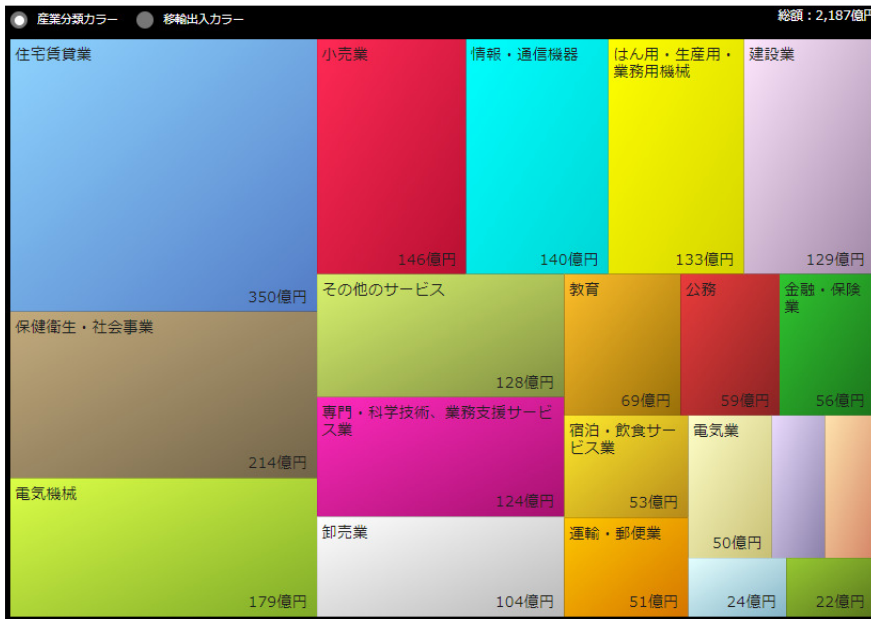 産業分類カラー 移輸出入カラー 総額：2,187億円
住宅賃貸業
350億円
保健衛生・社会事業
214億円
電気機械
179億円
小売業
146億円
情報・通信機器
140億円
はん用・生産用・
業務用機械
133億円
建設業
129億円
その他のサービス
128億円
専門・科学技術、業務支援サービ
ス業
124億円
卸売業
104億円
教育
69億円
公務
59億円
金融・保険
業
56億円
宿泊・飲食サー
ビス業
53億円
運輸・郵便業
51億円
電気業
50億円
24億円
22億円